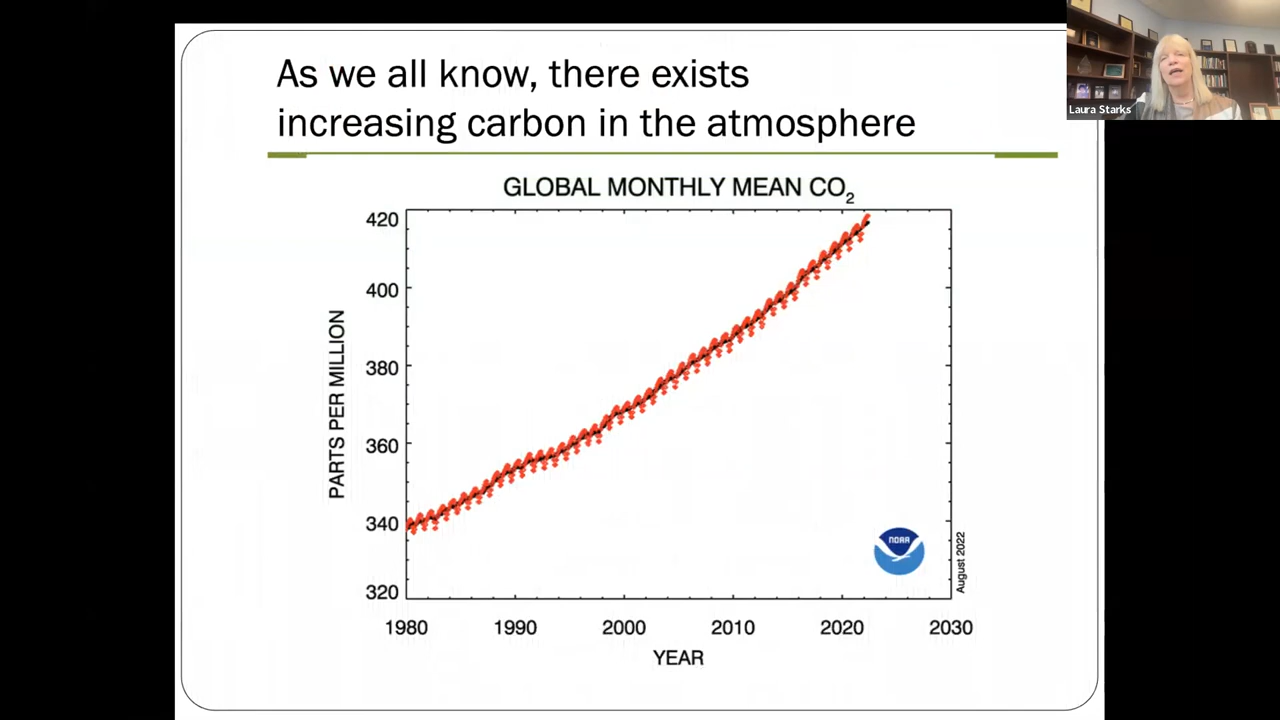 As we all know, there exists
increasing carbon in the atmosphere
Laura Starks
GLOBAL MONTHLY MEAN CO₂
PARTS PER MILLION
420
400
380
360
340
320
1980 1990 2000 2010 2020 2030
YEAR
NOAA
August 2022